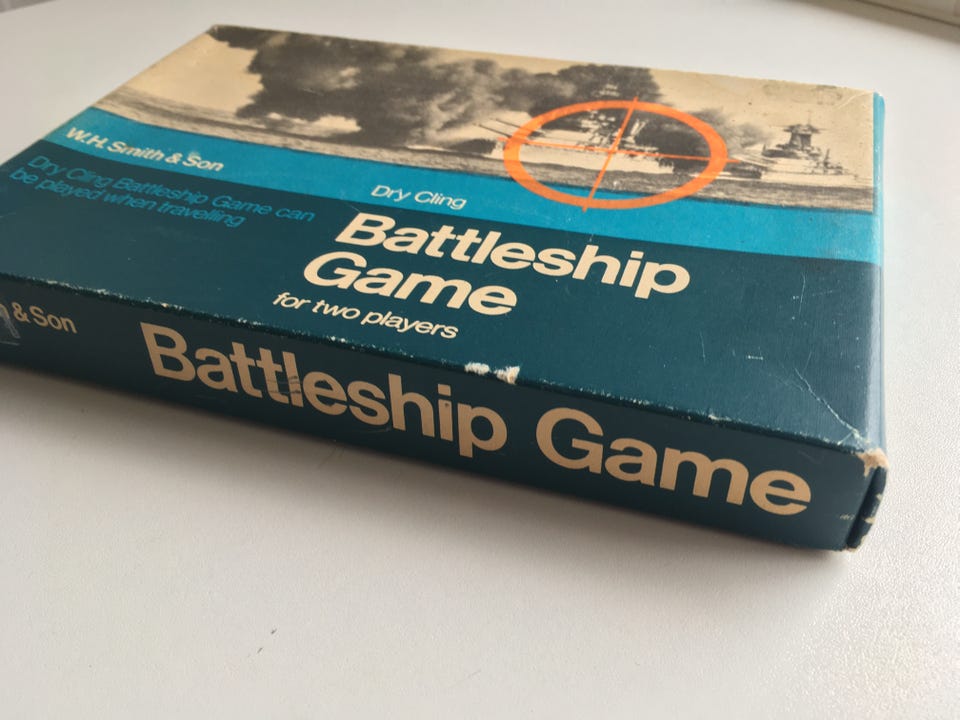 W.H. Smith & Son
Dry Cling Battleship Game can
be played when travelling
Dry Cling
Battleship
Game
for two players
& Son
Battleship Game